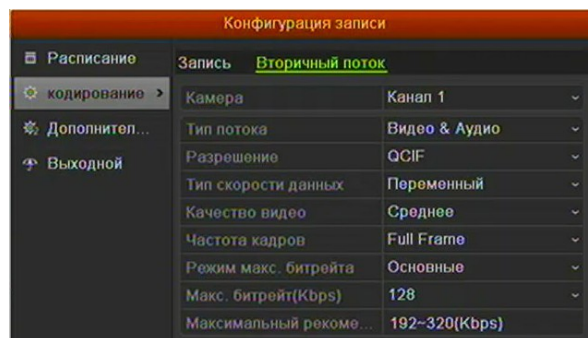 Конфигурация записи
Расписание
кодирование >
Дополнител...
Выходной
Запись Вторичный поток
Камера Канал 1
Тип потока Видео & Аудио
Разрешение QCIF
Тип скорости данных Переменный
Качество видео Среднее
Частота кадров Full Frame
Режим макс. битрейта Основные
Макс. битрейт(Kbps) 128
Максимальный рекоме... 192~320(Kbps)